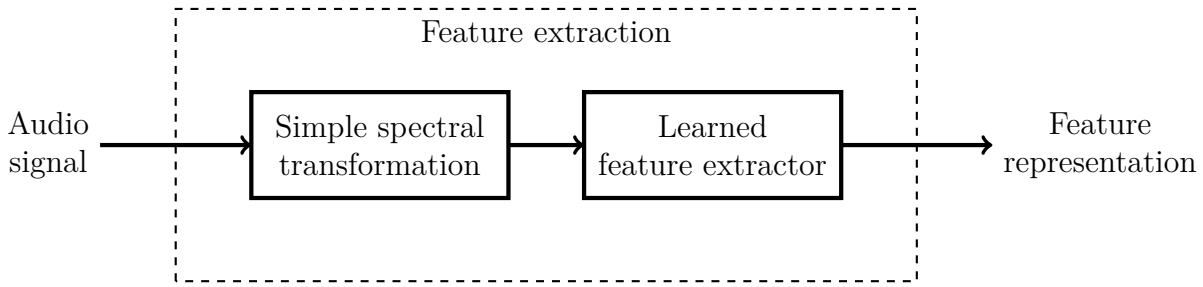 Feature extraction
Audio
signal
Simple spectral
transformation
Learned
feature extractor
Feature
representation